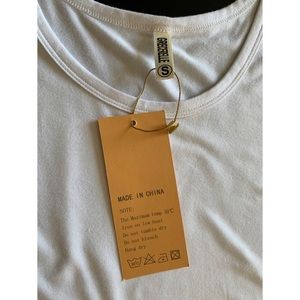 S
MADE IN CHINA
NOTE:
The Maximum temp 30℃
Iron on low heat
Do not tumble dry
Do not bleach
Hang dry